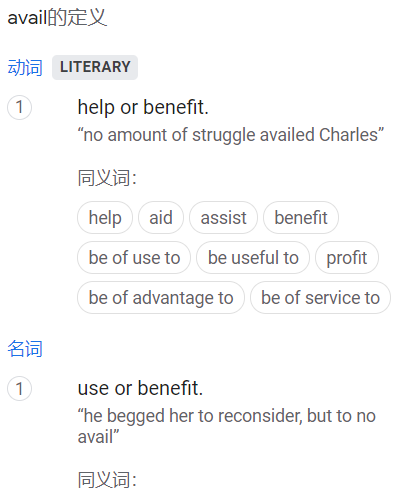 avail的定义
动词 LITERARY
1 help or benefit.
“no amount of struggle availed Charles”
同义词：
help aid assist benefit
be of use to be useful to profit
be of advantage to be of service to
名词
1 use or benefit.
“he begged her to reconsider, but to no
avail”
同义词：